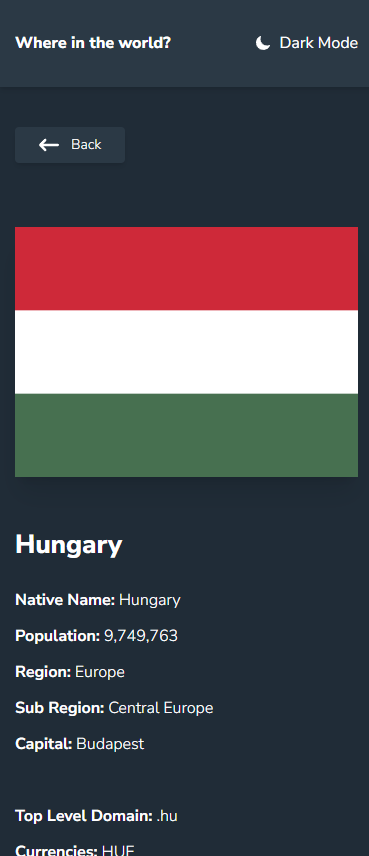 Where in the world?
Dark Mode
Back
Hungary
Native Name: Hungary
Population: 9,749,763
Region: Europe
Sub Region: Central Europe
Capital: Budapest
Top Level Domain: .hu
Currencies: HUF